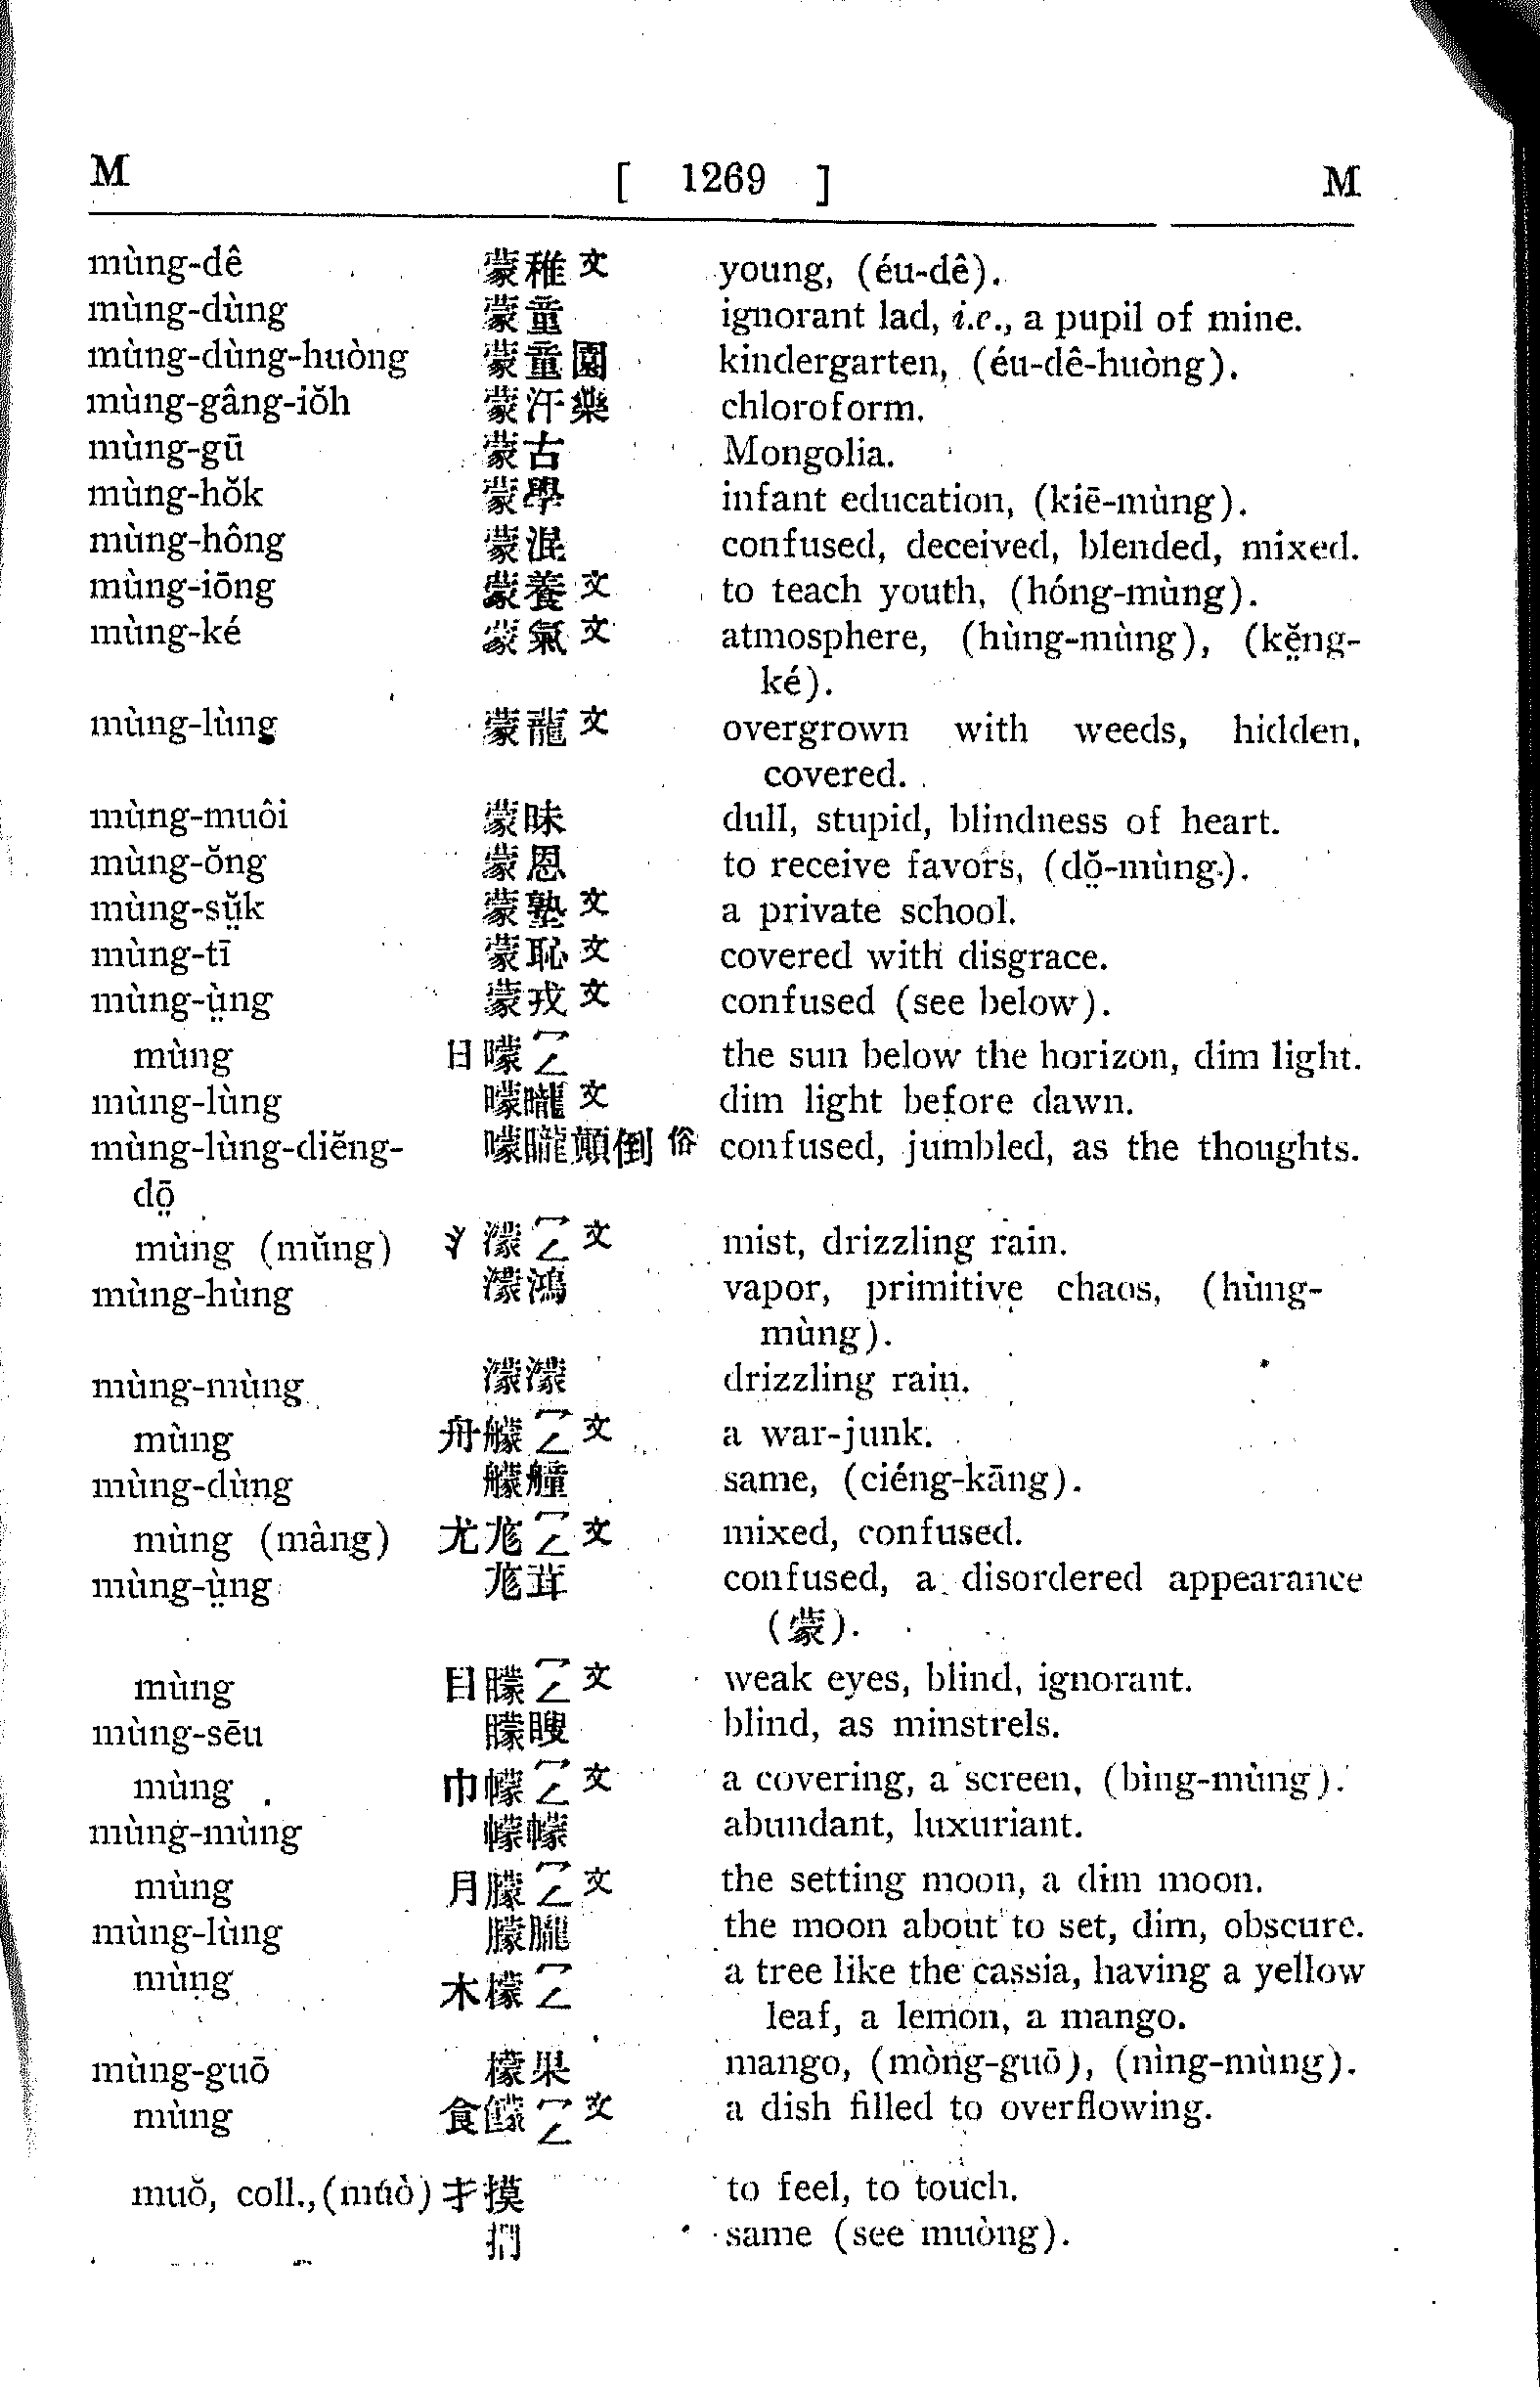 M [ 1269 ] M
mùng-dê 蒙稚 文 young, (éu-dê).
mùng-dùng 蒙童 ignorant lad, i.e., a pupil of mine.
mùng-dùng-huòng 蒙童園 kindergarten, (éu-dê-huòng).
mùng-gâng-iŏh 蒙汗藥 chloroform.
mùng-gū 蒙古 Mongolia.
mùng-hŏk 蒙學 infant education, (kiē-mùng).
mùng-hông 蒙混 confused, deceived, blended, mixed.
mùng-iōng 蒙養 文 to teach youth, (hóng-mùng).
mùng-ké 蒙氣 文 atmosphere, (hùng-mùng), (kĕ̤ng-
ké).
mùng-lùng 蒙蘢 文 overgrown with weeds, hidden,
covered.
mùng-muôi 蒙昧 dull, stupid, blindness of heart.
mùng-ŏng 蒙恩 to receive favors, (dŏ̤-mùng).
mùng-sṳ̆k 蒙塾 文 a private school.
mùng-tī 蒙恥 文 covered with disgrace.
mùng-ṳ̀ng 蒙戎 文 confused (see below).
mùng 日 曚 the sun below the horizon, dim light.
mùng-lùng 曚曨 文 dim light before dawn.
mùng-lùng-diĕng- 曚曨顛倒 俗 confused, jumbled, as the thoughts.
dō̤
mùng (mŭng) 氵 濛 文 mist, drizzling rain.
mùng-hùng 濛鴻 vapor, primitive chaos, (hùng-
mùng).
mùng-mùng 濛濛 drizzling rain.
mùng 舟 艨 文 a war-junk.
mùng-dùng 艨艟 same, (ciéng-kāng).
mùng (màng) 尤 尨 文 mixed, confused.
mùng-ṳ̀ng 尨茸 confused, a disordered appearance
(蒙).
mùng 目 矇 文 weak eyes, blind, ignorant.
mùng-sēu 矇瞍 blind, as minstrels.
mùng 巾 幪 文 a covering, a screen, (bìng-mùng).
mùng-mùng 幪幪 abundant, luxuriant.
mùng 月 朦 文 the setting moon, a dim moon.
mùng-lùng 朦朧 the moon about to set, dim, obscure.
mùng 木 檬 a tree like the cassia, having a yellow
leaf, a lemon, a mango.
mùng-guō 檬果 mango, (mòng-guō), (nìng-mùng).
mùng 食 饛 文 a dish filled to overflowing.
muŏ, coll., (múò) 扌 摸 to feel, to touch.
捫 same (see muòng).